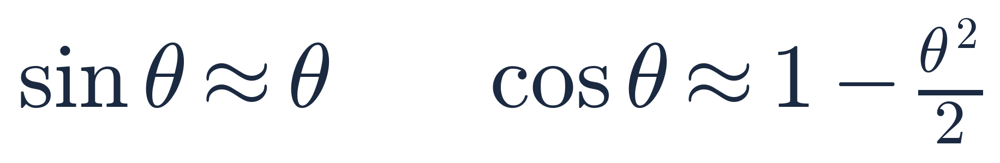 sin θ ≈ θ    cos θ ≈ 1 − θ²/2